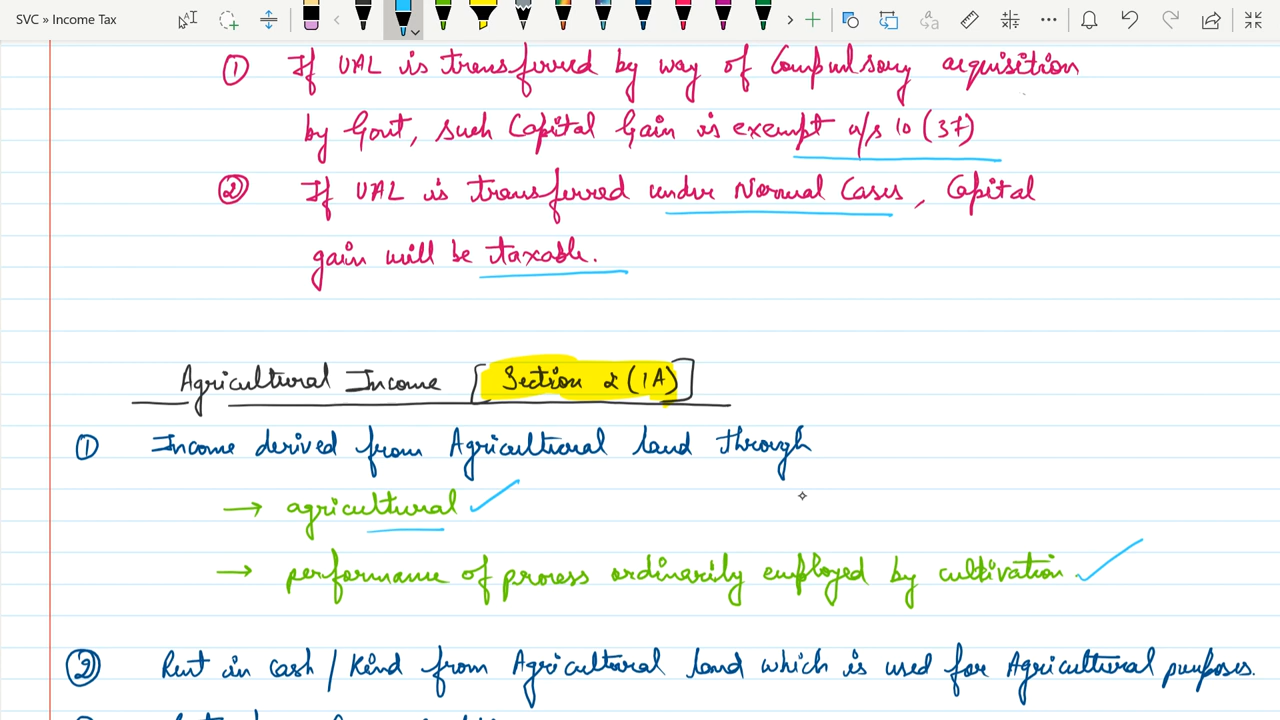 SVC » Income Tax
① If UAL is transferred by way of Compulsory acquisition
by Govt, such Capital Gain is exempt u/s 10 (37)
② If UAL is transferred under Normal Cases, Capital
gain will be taxable.
Agricultural Income [Section 2 (1A)]
① Income derived from Agricultural land through
→ agricultural ✓
→ performance of process ordinarily employed by cultivation ✓
② Rent in cash / Kind from Agricultural land which is used for Agricultural purposes.